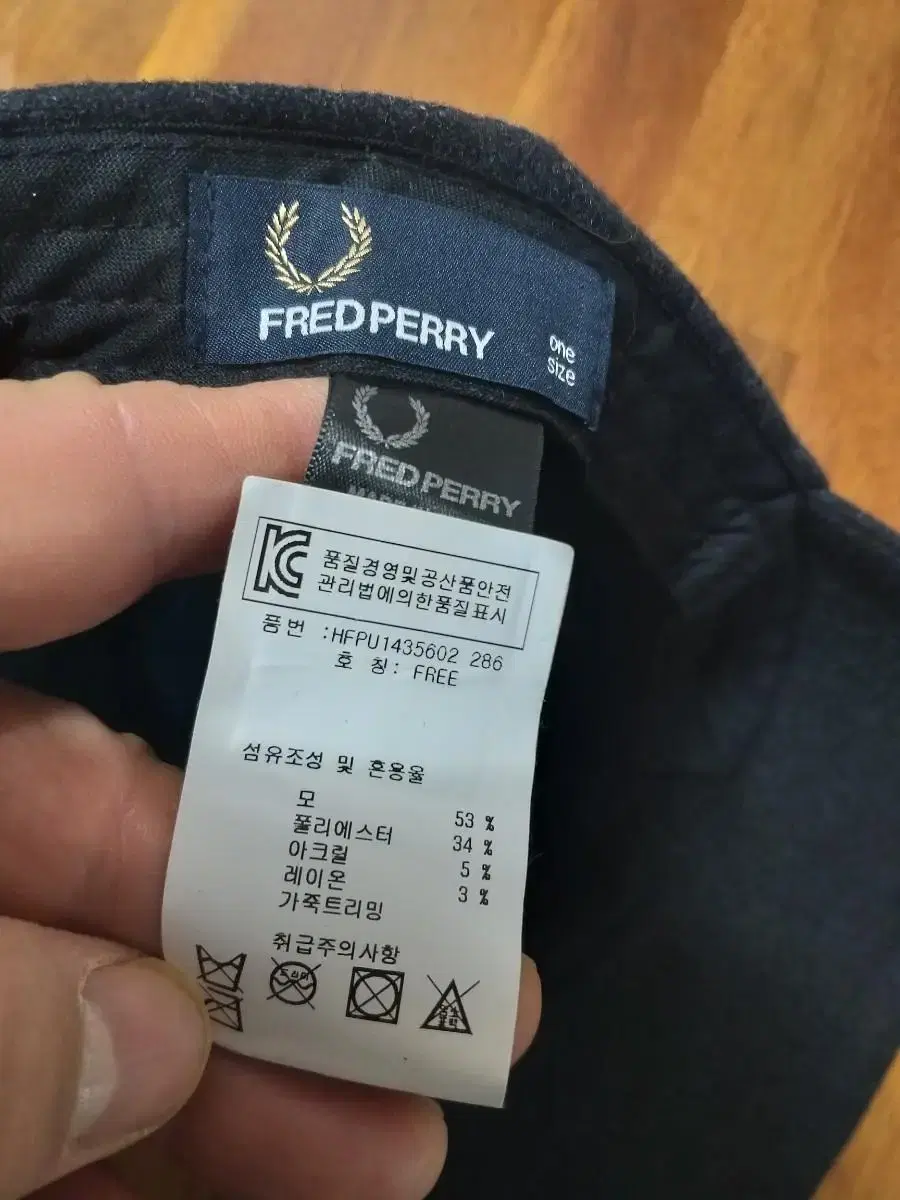 FRED PERRY
one
size
FRED PERRY
품질경영및공산품안전
관리법에의한품질표시
품번 :HFPU1435602 286
호 칭: FREE
섬유조성 및 혼용율
모 53 %
폴리에스터 34 %
아크릴 5 %
레이온 3 %
가죽트리밍
취급주의사항
드라이